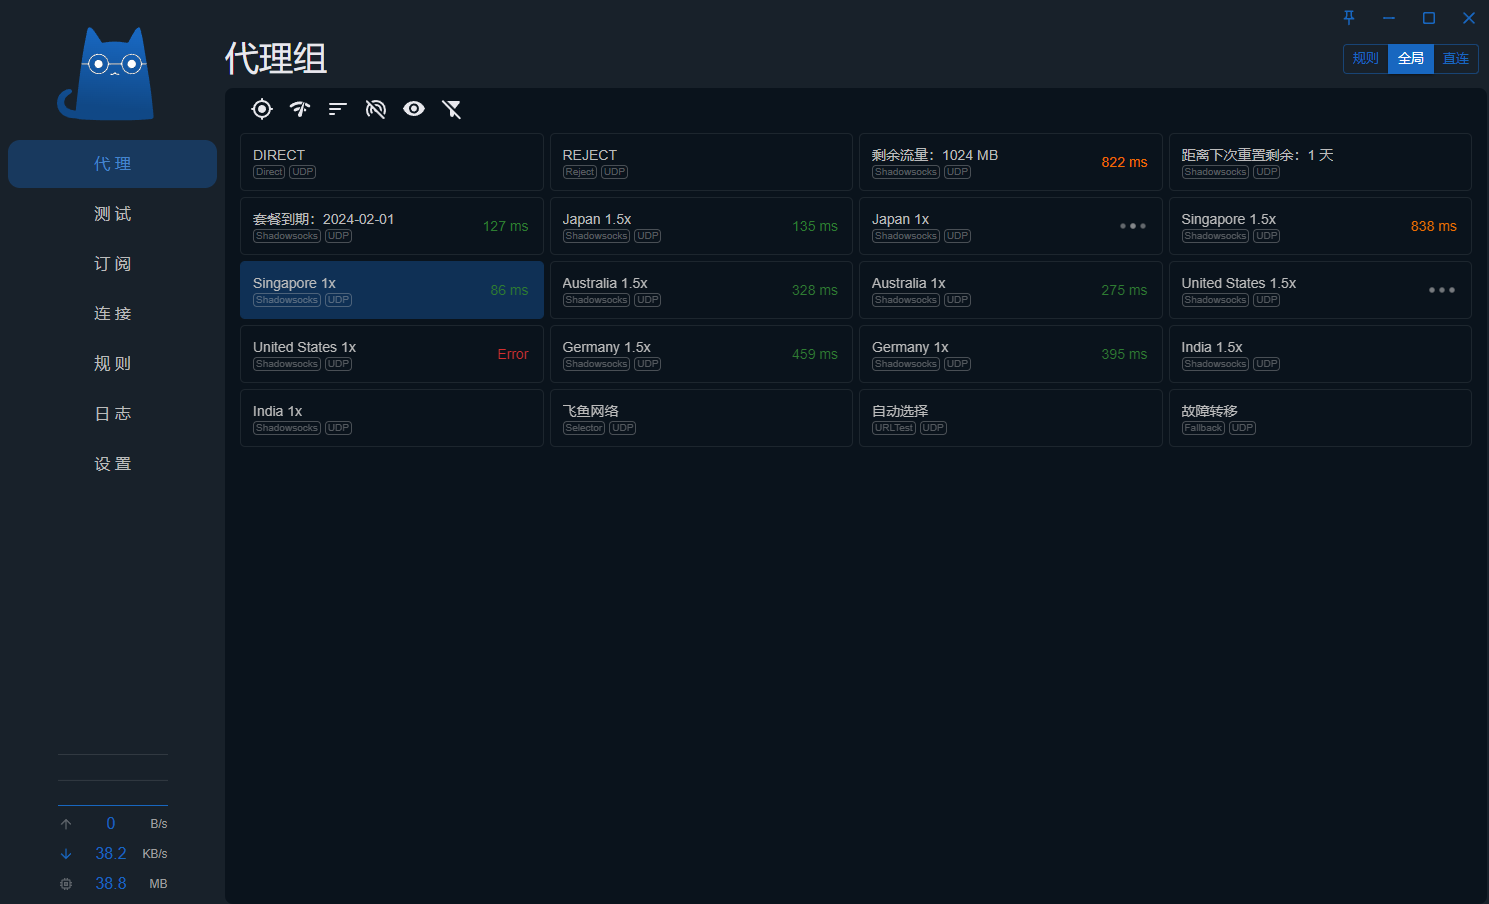 代理组
规则 全局 直连
代 理
测 试
订 阅
连 接
规 则
日 志
设 置
0 B/s
38.2 KB/s
38.8 MB
DIRECT
Direct UDP
REJECT
Reject UDP
剩余流量：1024 MB
Shadowsocks UDP
822 ms
距离下次重置剩余：1 天
Shadowsocks UDP
套餐到期：2024-02-01
Shadowsocks UDP
127 ms
Japan 1.5x
Shadowsocks UDP
135 ms
Japan 1x
Shadowsocks UDP
Singapore 1.5x
Shadowsocks UDP
838 ms
Singapore 1x
Shadowsocks UDP
86 ms
Australia 1.5x
Shadowsocks UDP
328 ms
Australia 1x
Shadowsocks UDP
275 ms
United States 1.5x
Shadowsocks UDP
United States 1x
Shadowsocks UDP
Error
Germany 1.5x
Shadowsocks UDP
459 ms
Germany 1x
Shadowsocks UDP
395 ms
India 1.5x
Shadowsocks UDP
India 1x
Shadowsocks UDP
飞鱼网络
Selector UDP
自动选择
URLTest UDP
故障转移
Fallback UDP